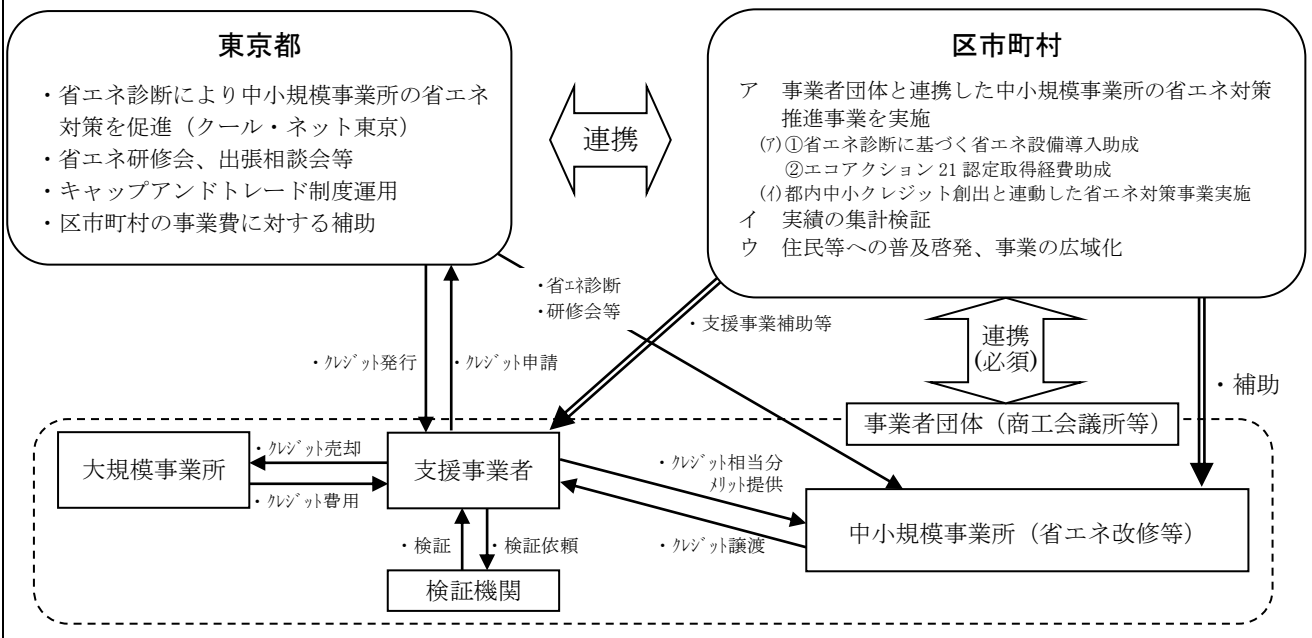 東京都
・省エネ診断により中小規模事業所の省エネ
対策を促進（クール・ネット東京）
・省エネ研修会、出張相談会等
・キャップアンドトレード制度運用
・区市町村の事業費に対する補助
連携
区市町村
ア　事業者団体と連携した中小規模事業所の省エネ対策
推進事業を実施
(ｱ)①省エネ診断に基づく省エネ設備導入助成
②エコアクション21認定取得経費助成
(ｲ)都内中小クレジット創出と連動した省エネ対策事業実施
イ　実績の集計検証
ウ　住民等への普及啓発、事業の広域化
・省ｴﾈ診断
・研修会等
・支援事業補助等
連携
(必須)
・補助
・ｸﾚｼﾞｯﾄ発行
・ｸﾚｼﾞｯﾄ申請
事業者団体（商工会議所等）
大規模事業所
・ｸﾚｼﾞｯﾄ売却
・ｸﾚｼﾞｯﾄ費用
支援事業者
・ｸﾚｼﾞｯﾄ相当分
ﾒﾘｯﾄ提供
・ｸﾚｼﾞｯﾄ譲渡
中小規模事業所（省エネ改修等）
・検証
・検証依頼
検証機関